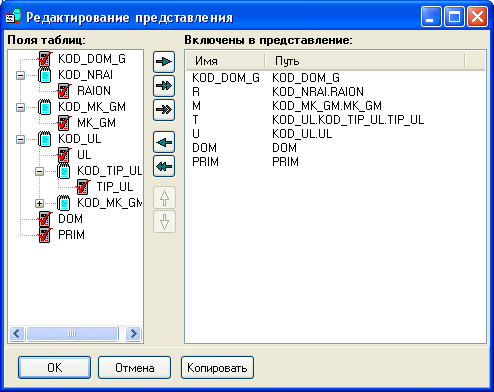 Редактирование представления
Поля таблиц:
KOD_DOM_G
KOD_NRAI
RAION
KOD_MK_GM
MK_GM
KOD_UL
UL
KOD_TIP_UL
TIP_UL
KOD_MK_GM
DOM
PRIM
Включены в представление:
Имя Путь
KOD_DOM_G KOD_DOM_G
R KOD_NRAI.RAION
M KOD_MK_GM.MK_GM
T KOD_UL.KOD_TIP_UL.TIP_UL
U KOD_UL.UL
DOM DOM
PRIM PRIM
OK Отмена Копировать